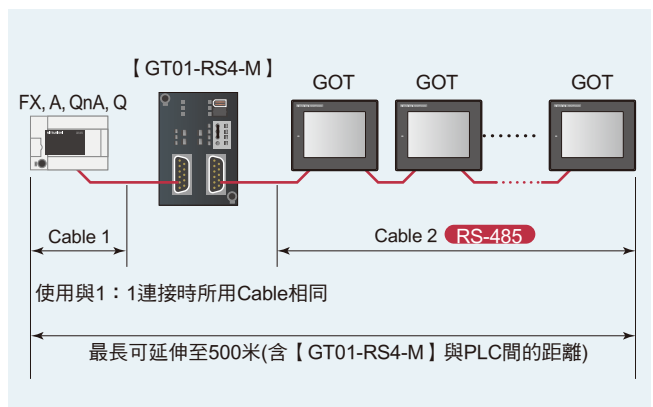 【GT01-RS4-M】
FX, A, QnA, Q
GOT
GOT
GOT
Cable 1
Cable 2 RS-485
使用與1：1連接時所用Cable相同
最長可延伸至500米(含【GT01-RS4-M】與PLC間的距離)